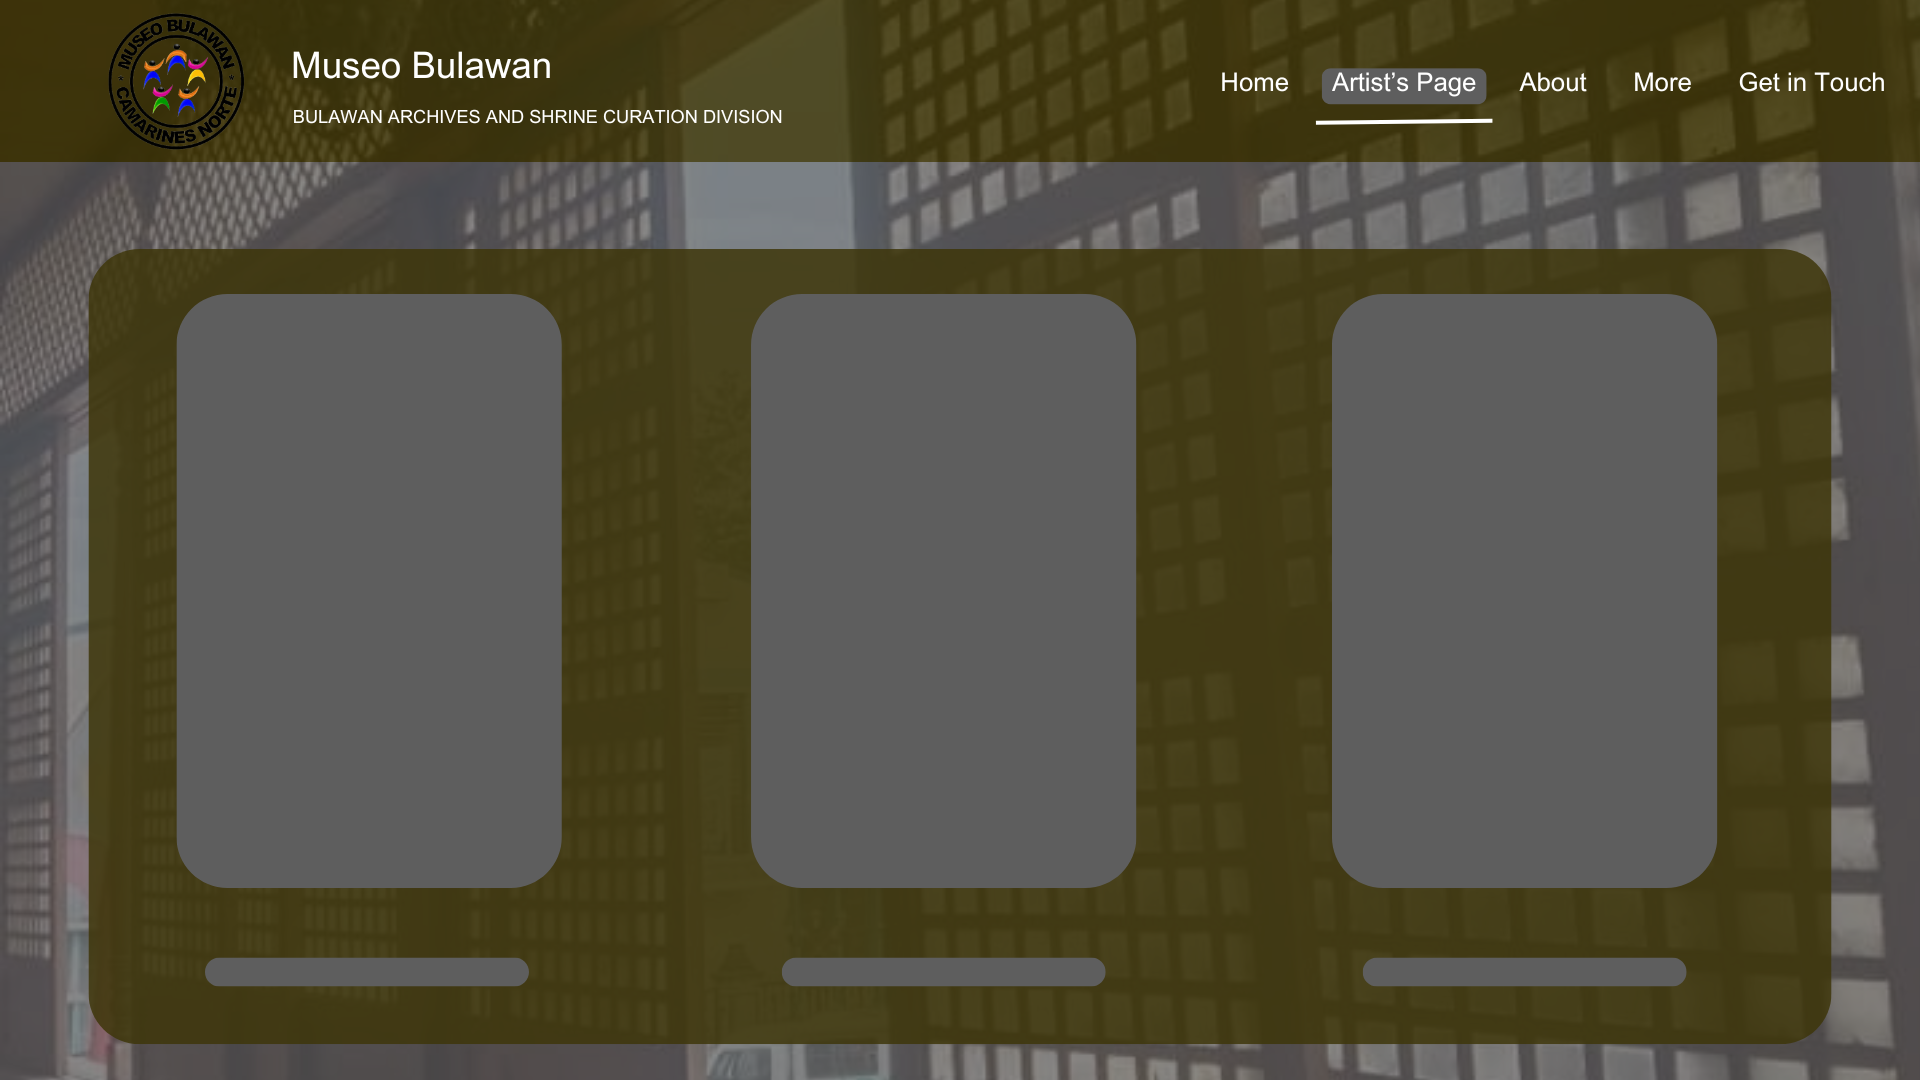 MUSEO BULAWAN
CAMARINES NORTE
Museo Bulawan
BULAWAN ARCHIVES AND SHRINE CURATION DIVISION
Home
Artist’s Page
About
More
Get in Touch